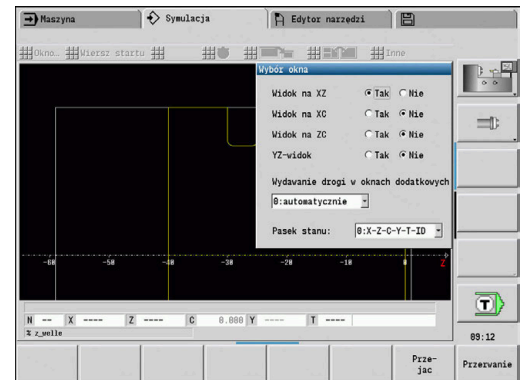 Maszyna
Symulacja
Edytor narzędzi
Okno…
Wiersz startu
Inne
Wybór okna
Widok na XZ Tak Nie
Widok na XC Tak Nie
Widok na ZC Tak Nie
YZ-widok Tak Nie
Wydawanie drogi w oknach dodatkowych
0:automatycznie
Pasek stanu: 0:X-Z-C-Y-T-ID
-60 -50 -40 -30 -20 -10 0 Z
N -- X ---- Z ---- C 0.000 Y ---- T ----
% z_welle
T
09:12
Prze-
jac
Przerwanie